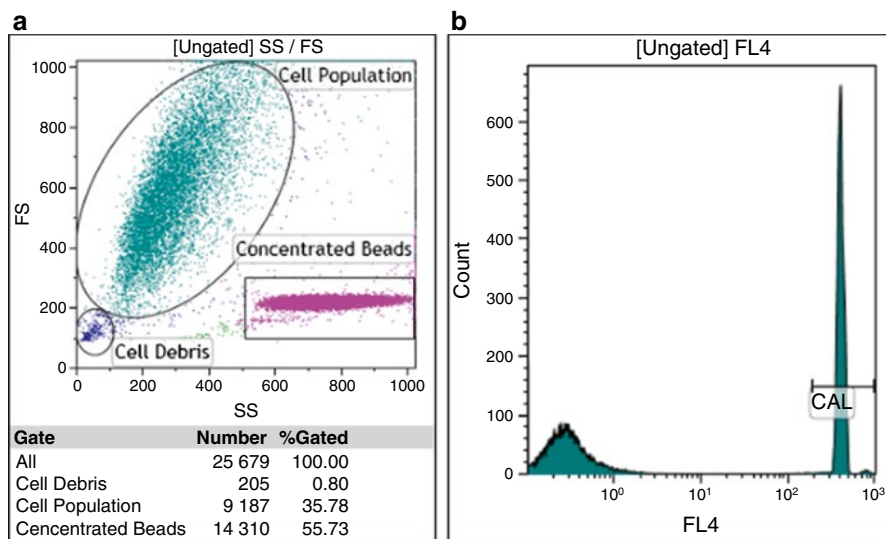 a
[Ungated] SS / FS
Cell Population
1000
800
600
400
200
0
FS
Concentrated Beads
Cell Debris
0 200 400 600 800 1000
SS
Gate Number %Gated
All 25 679 100.00
Cell Debris 205 0.80
Cell Population 9 187 35.78
Cencentrated Beads 14 310 55.73
b
[Ungated] FL4
600
500
400
300
200
100
0
Count
CAL
10⁰ 10¹ 10² 10³
FL4